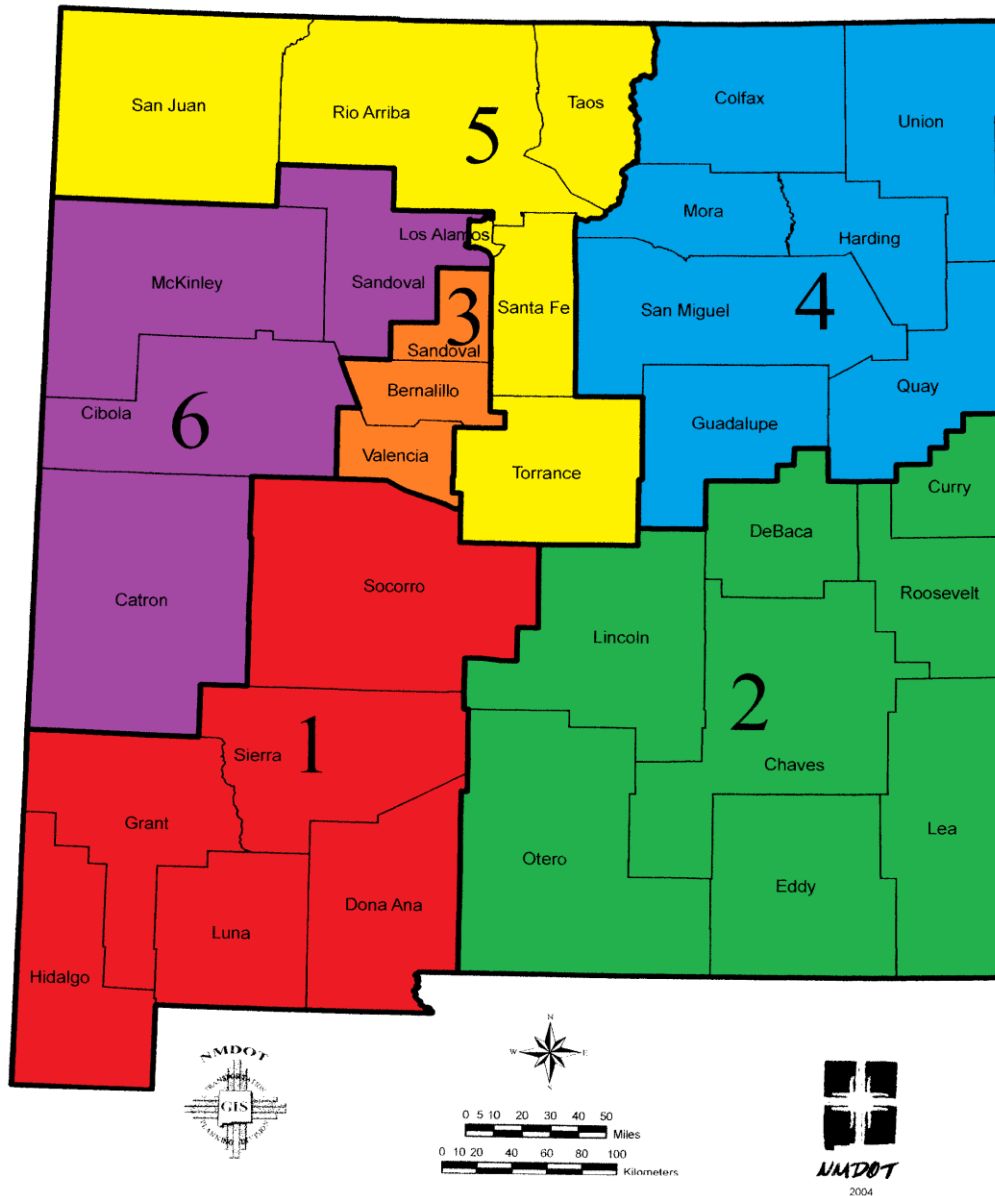 San Juan
Rio Arriba
Taos
5
Colfax
Union
Mora
Harding
Los Alamos
McKinley
Sandoval
Santa Fe
San Miguel
4
3
Sandoval
Bernalillo
Quay
Cibola
6
Guadalupe
Valencia
Torrance
Curry
DeBaca
Catron
Socorro
Roosevelt
Lincoln
2
1
Sierra
Chaves
Grant
Lea
Otero
Eddy
Dona Ana
Luna
Hidalgo
NMDOT
GIS
N
W
E
S
0 5 10 20 30 40 50
Miles
0 10 20 40 60 80 100
Kilometers
NMDOT
2004